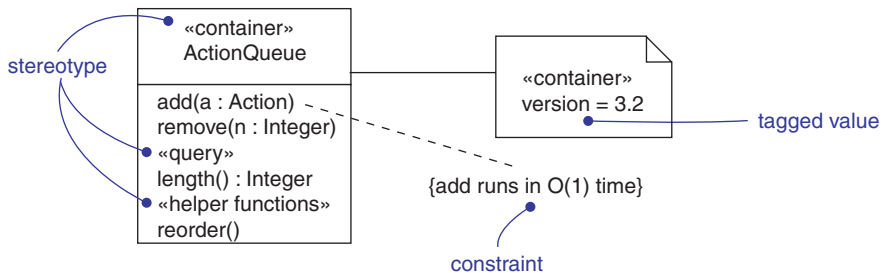 «container»
ActionQueue
stereotype
add(a : Action)
remove(n : Integer)
«query»
length() : Integer
«helper functions»
reorder()
«container»
version = 3.2
tagged value
{add runs in O(1) time}
constraint